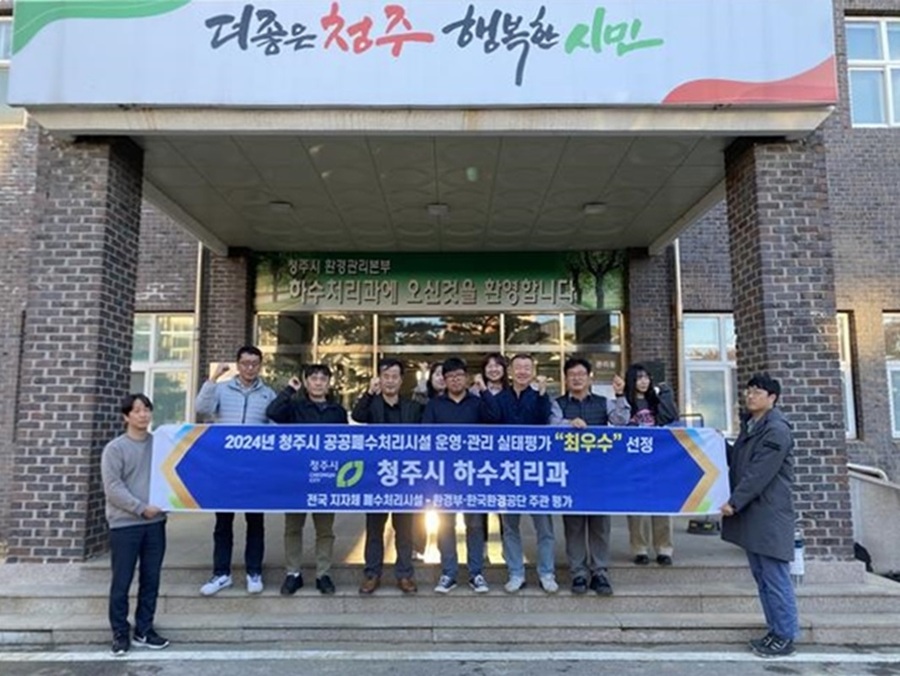 더 좋은 청주 행복한 시민
청주시 환경관리본부
하수처리과에 오신것을 환영합니다
2024년 청주시 공공폐수처리시설 운영·관리 실태평가 "최우수" 선정
청주시
CHEONGJU CITY
청주시 하수처리과
전국 지자체 폐수처리시설 - 환경부·한국환경공단 주관 평가